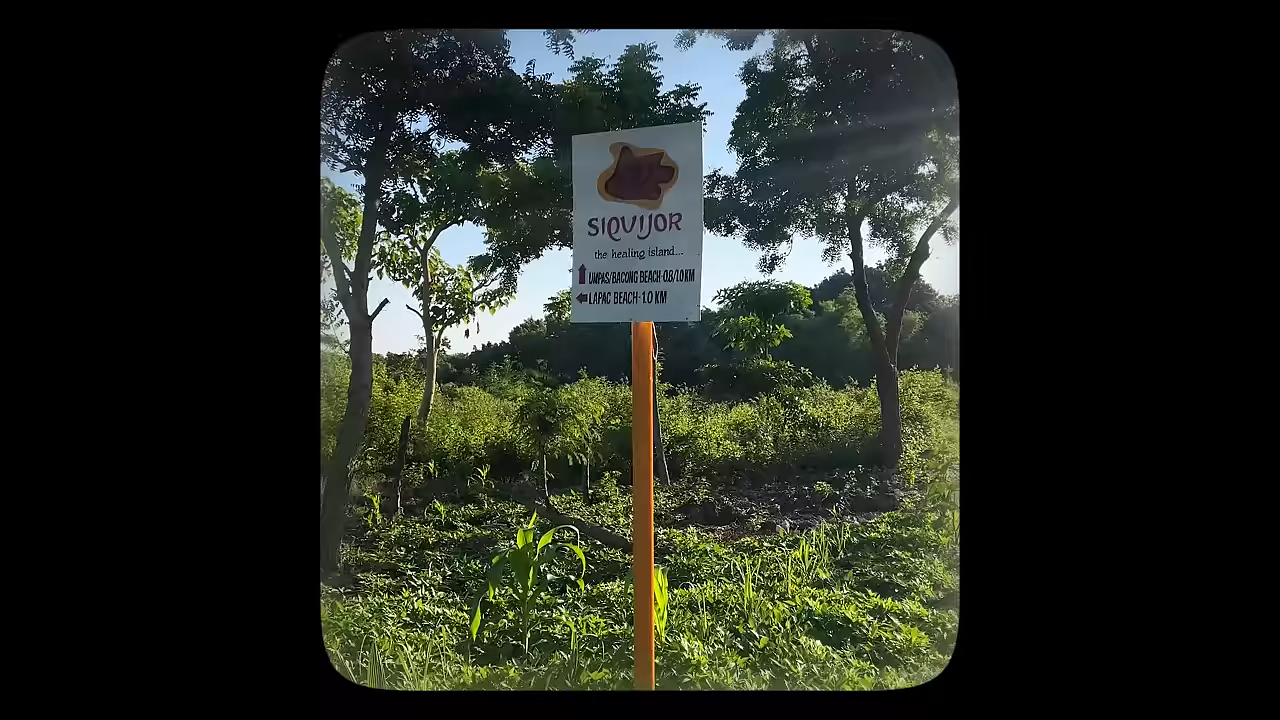 SIQUIJOR
the healing island...
UMPAS/BACONG BEACH-0.8/1.0 KM
LAPAC BEACH-1.0 KM